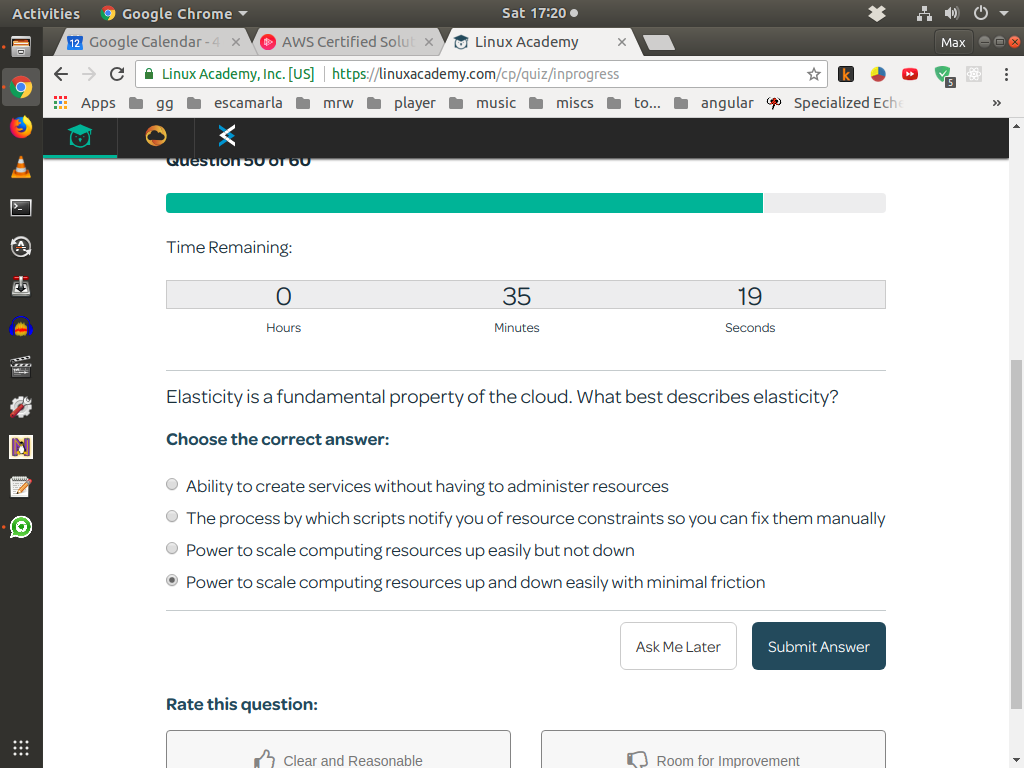 Activities Google Chrome Sat 17:20
Google Calendar - 4 AWS Certified Solut Linux Academy Max
Linux Academy, Inc. [US] https://linuxacademy.com/cp/quiz/inprogress
5
Apps gg escamarla mrw player music miscs to... angular Specialized Eche »
Question 50 of 60
Time Remaining:
0 35 19
Hours Minutes Seconds
Elasticity is a fundamental property of the cloud. What best describes elasticity?
Choose the correct answer:
Ability to create services without having to administer resources
The process by which scripts notify you of resource constraints so you can fix them manually
Power to scale computing resources up easily but not down
Power to scale computing resources up and down easily with minimal friction
Ask Me Later Submit Answer
Rate this question:
Clear and Reasonable Room for Improvement